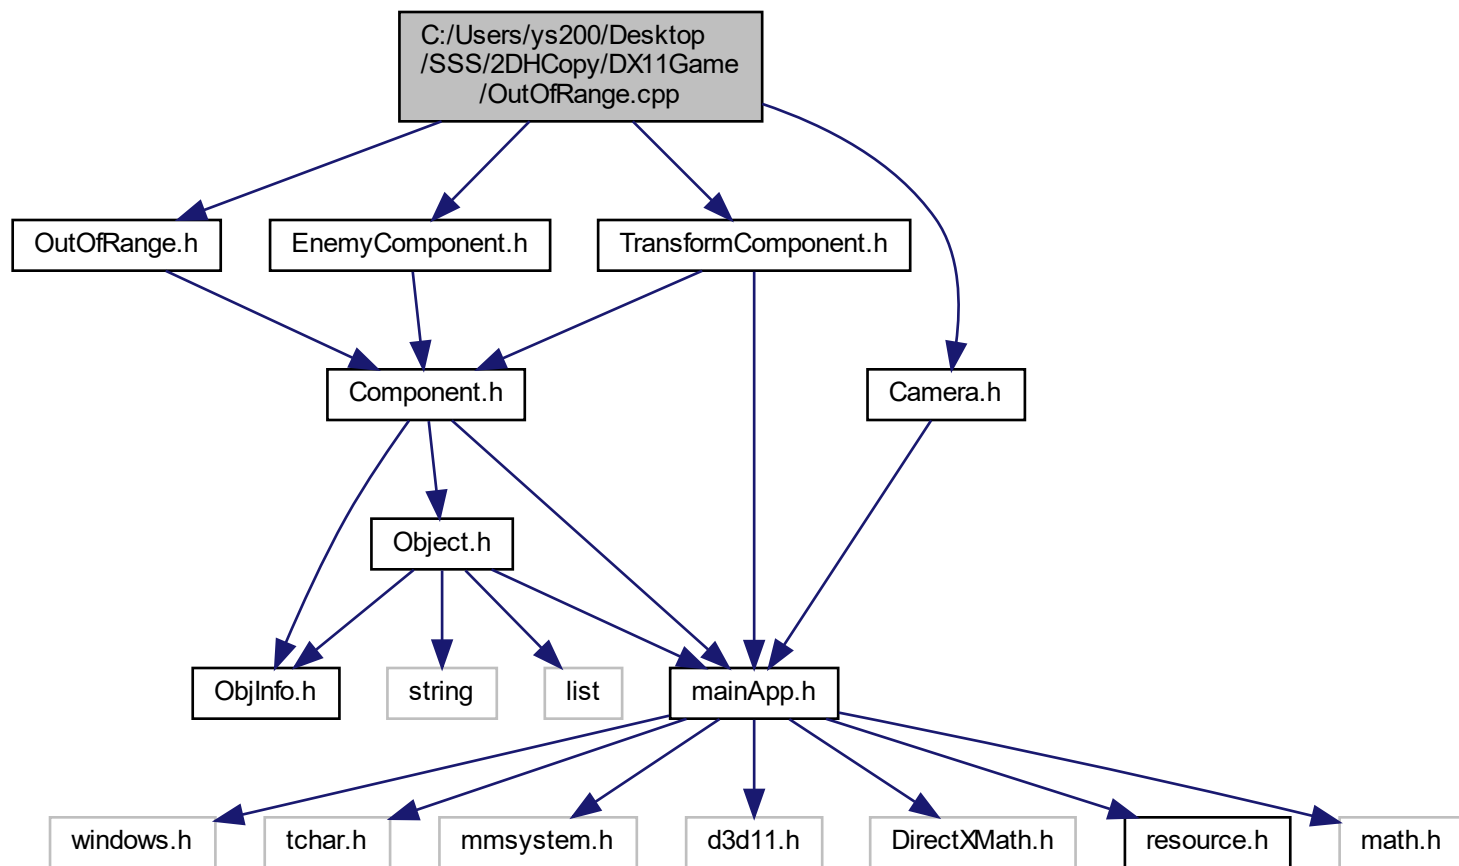 C:/Users/ys200/Desktop
/SSS/2DHCopy/DX11Game
/OutOfRange.cpp
OutOfRange.h
EnemyComponent.h
TransformComponent.h
Component.h
Camera.h
Object.h
ObjInfo.h
string
list
mainApp.h
windows.h
tchar.h
mmsystem.h
d3d11.h
DirectXMath.h
resource.h
math.h